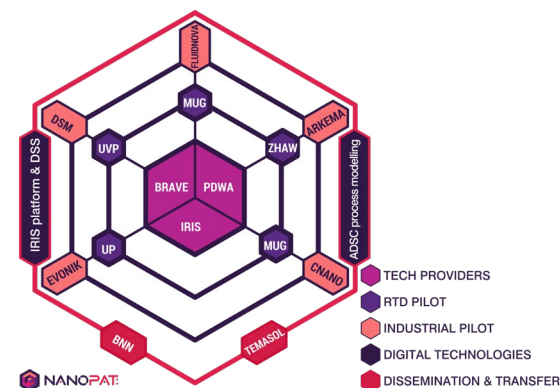 FLUIDNOVA
DSM
MUG
ARKEMA
UVP
ZHAW
IRIS platform & DSS
BRAVE
PDWA
ADSC process modelling
IRIS
UP
MUG
EVONIK
CNANO
TECH PROVIDERS
RTD PILOT
INDUSTRIAL PILOT
BNN
TEMASOL
DIGITAL TECHNOLOGIES
NANOPAT:
DISSEMINATION & TRANSFER